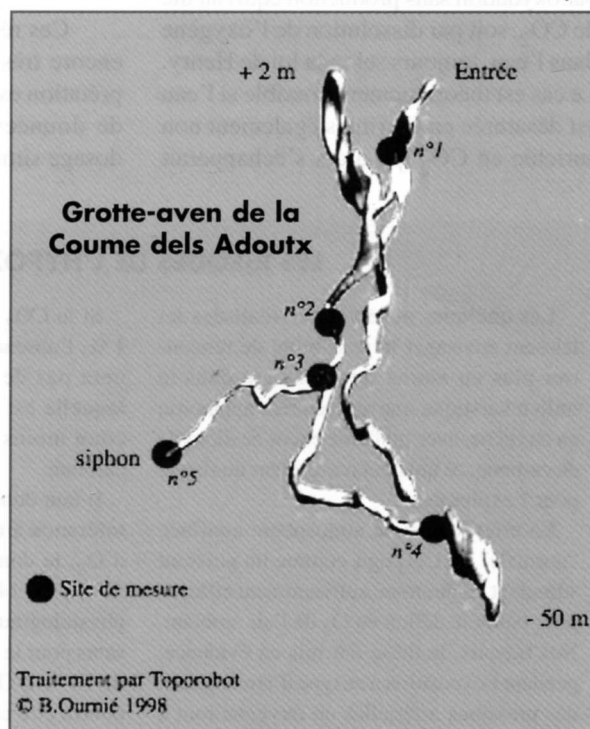 + 2 m
Entrée
n°1
Grotte-aven de la
Coume dels Adoutx
n°2
n°3
siphon
n°5
n°4
Site de mesure
- 50 m
Traitement par Toporobot
© B.Ournié 1998